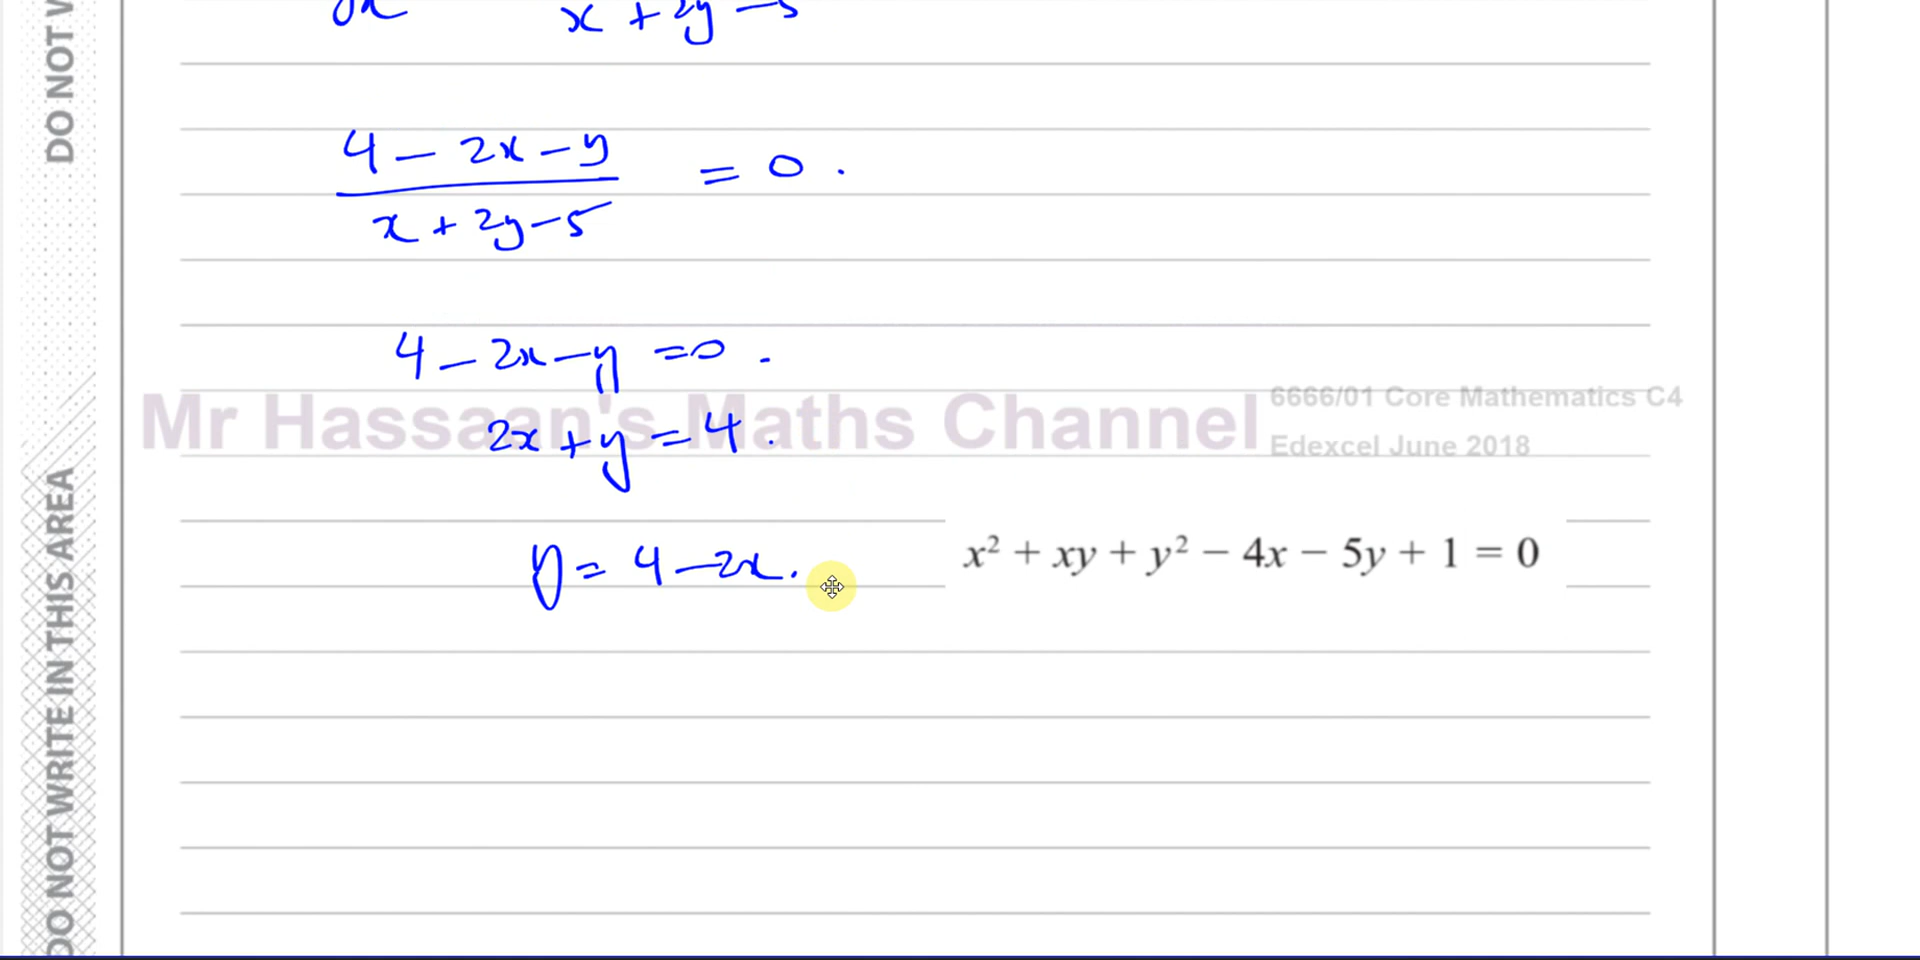 x + 2y - 5
4 - 2x - y
x + 2y - 5
= 0 .
4 - 2x - y = 0 .
2x + y = 4 .
y = 4 - 2x .
Mr Hassaan's Maths Channel
6666/01 Core Mathematics C4
Edexcel June 2018
x² + xy + y² − 4x − 5y + 1 = 0
DO NOT W
DO NOT WRITE IN THIS AREA